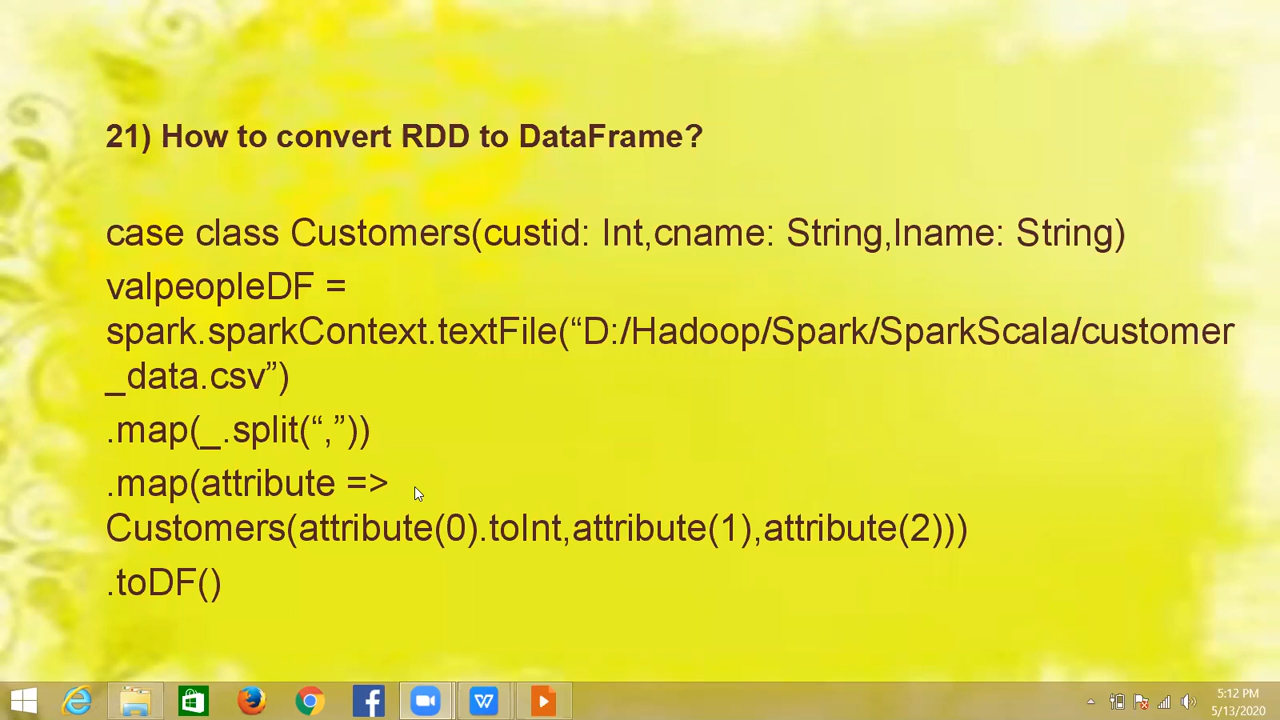 21) How to convert RDD to DataFrame?
case class Customers(custid: Int,cname: String,lname: String)
valpeopleDF =
spark.sparkContext.textFile(“D:/Hadoop/Spark/SparkScala/customer
_data.csv”)
.map(_.split(“,”))
.map(attribute =>
Customers(attribute(0).toInt,attribute(1),attribute(2)))
.toDF()
5:12 PM
5/13/2020